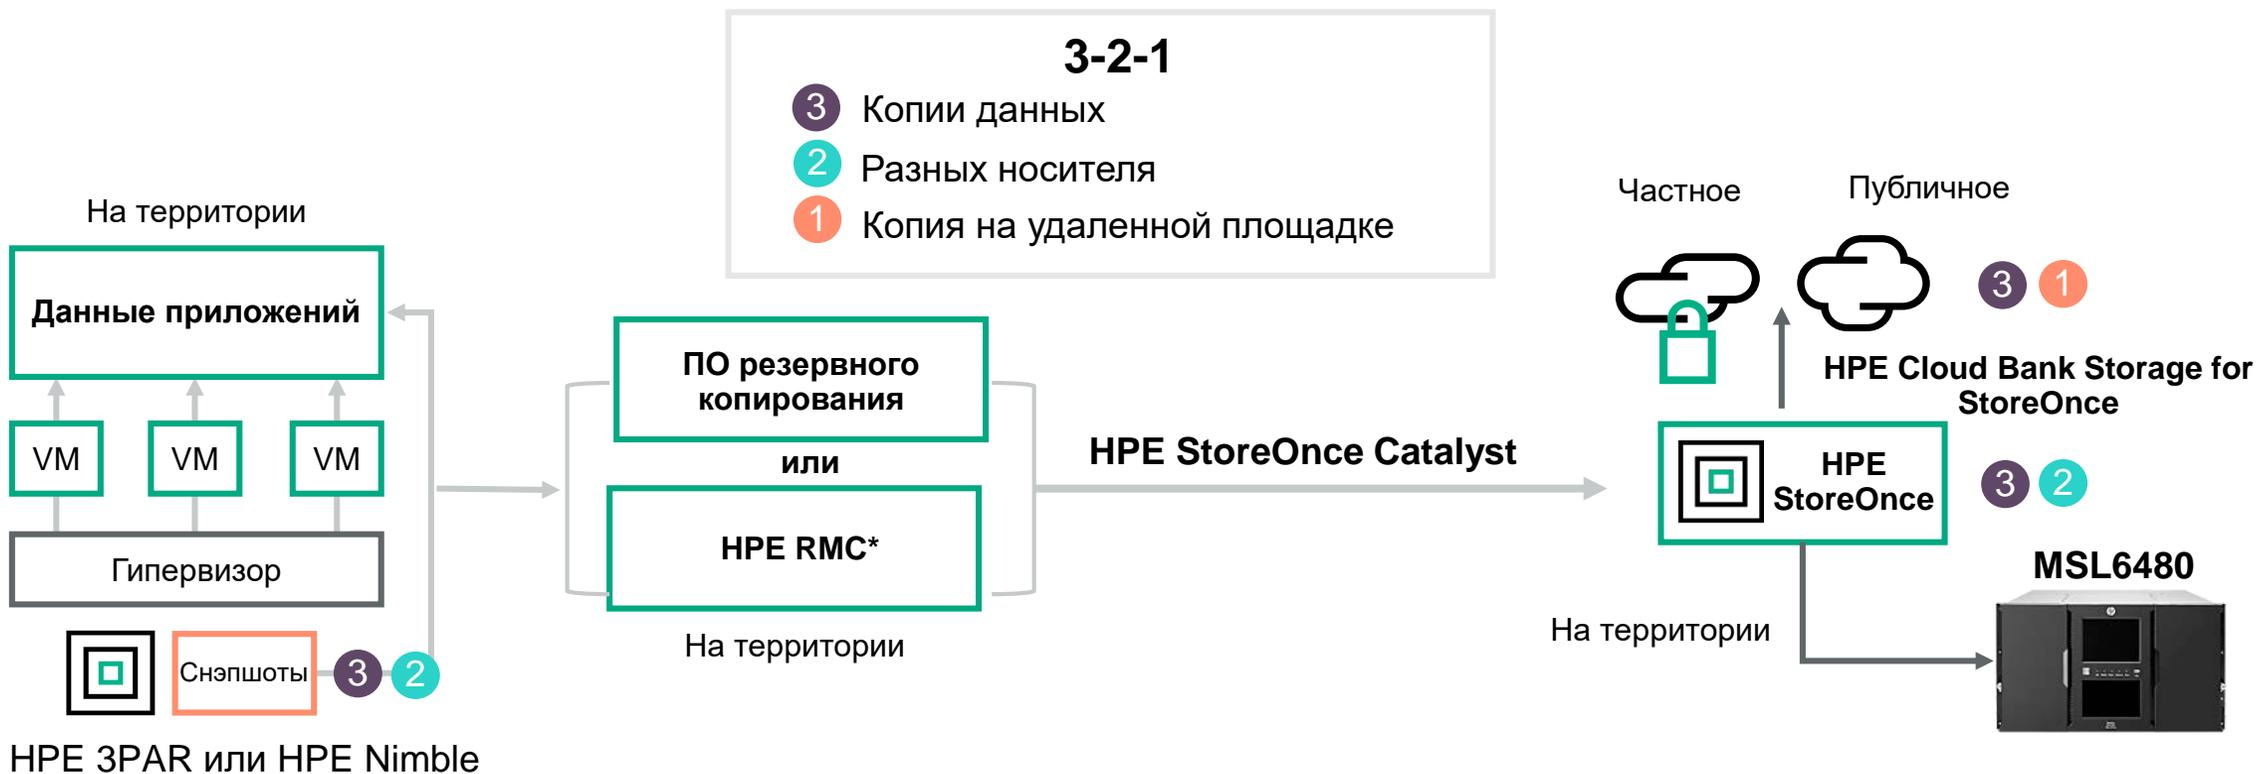 3-2-1
3 Копии данных
2 Разных носителя
1 Копия на удаленной площадке
На территории
Данные приложений
VM VM VM
Гипервизор
Снэпшоты 3 2
HPE 3PAR или HPE Nimble
ПО резервного
копирования
или
HPE RMC*
На территории
HPE StoreOnce Catalyst
Частное
Публичное
3 1
HPE Cloud Bank Storage for
StoreOnce
HPE
StoreOnce
3 2
MSL6480
На территории